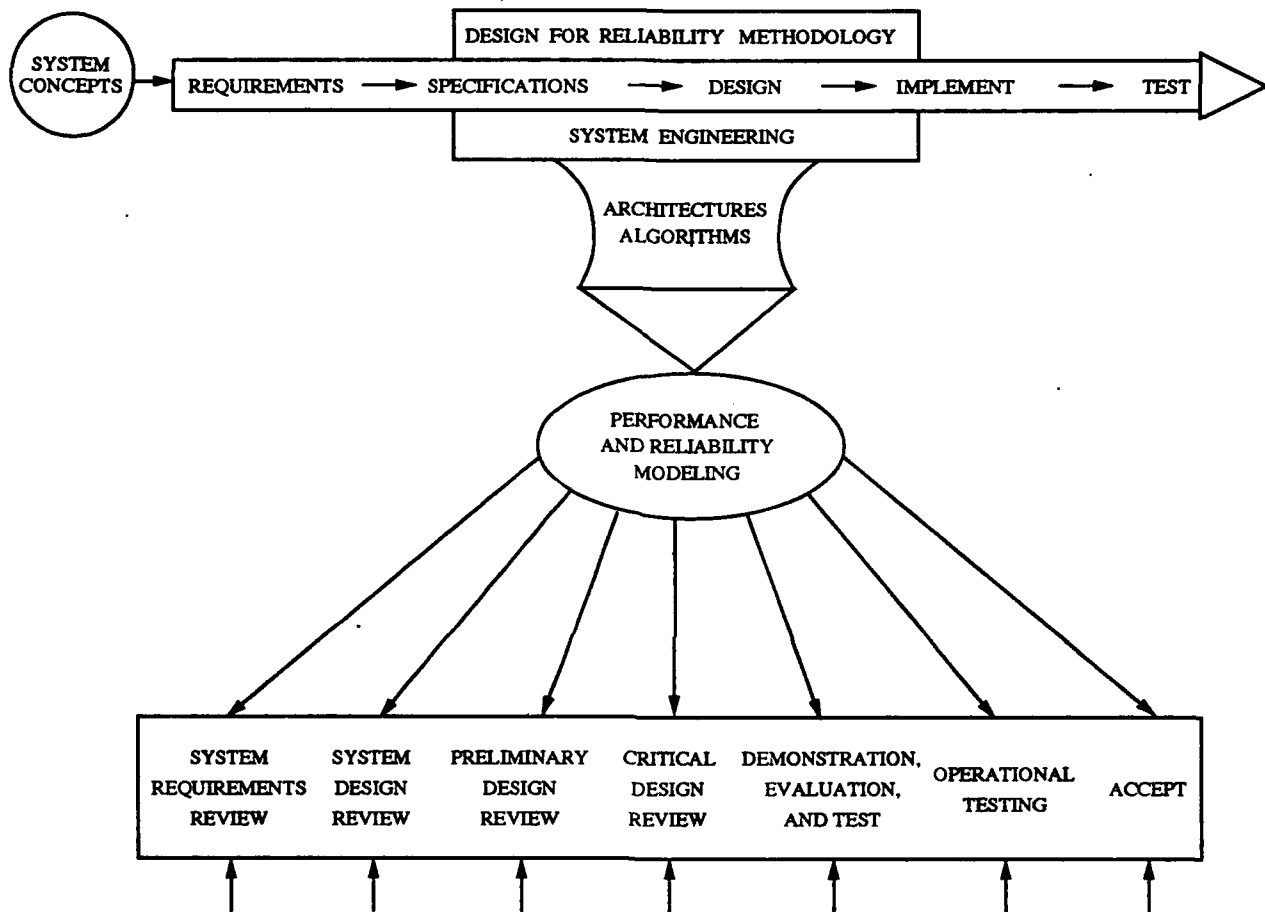 DESIGN FOR RELIABILITY METHODOLOGY
SYSTEM
CONCEPTS
REQUIREMENTS SPECIFICATIONS DESIGN IMPLEMENT TEST
SYSTEM ENGINEERING
ARCHITECTURES
ALGORITHMS
PERFORMANCE
AND RELIABILITY
MODELING
SYSTEM
REQUIREMENTS
REVIEW
SYSTEM
DESIGN
REVIEW
PRELIMINARY
DESIGN
REVIEW
CRITICAL
DESIGN
REVIEW
DEMONSTRATION,
EVALUATION,
AND TEST
OPERATIONAL
TESTING
ACCEPT